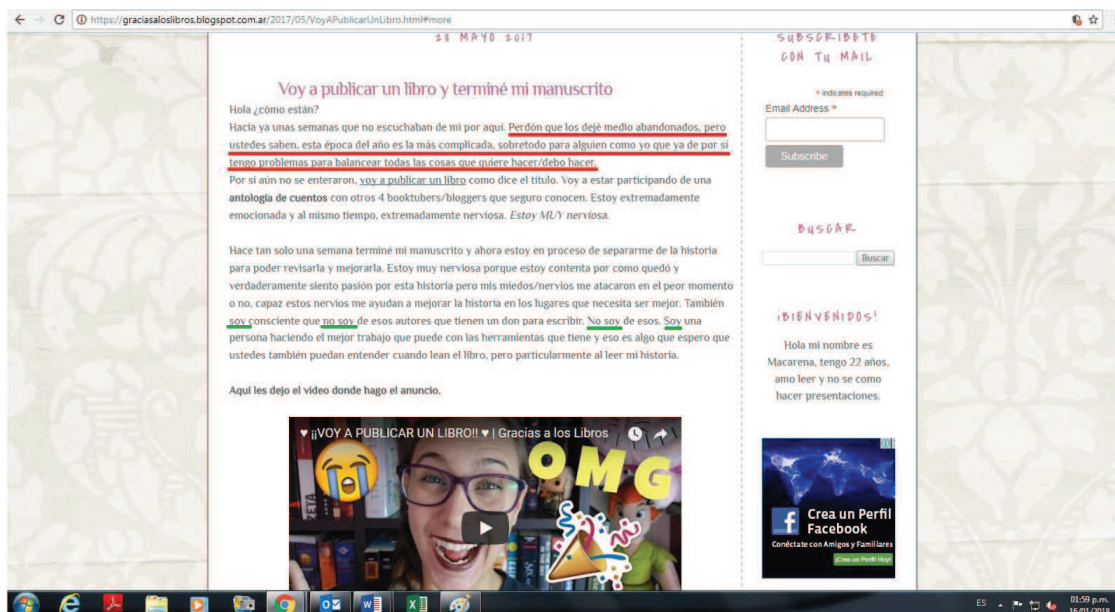 https://graciasaloslibros.blogspot.com.ar/2017/05/VoyAPublicarUnLibro.html#more
28 MAYO 2017
Voy a publicar un libro y terminé mi manuscrito
Hola ¿cómo están?
Hacía ya unas semanas que no escuchaban de mi por aquí. Perdón que los dejé medio abandonados, pero
ustedes saben, esta época del año es la más complicada, sobretodo para alguien como yo que ya de por sí
tengo problemas para balancear todas las cosas que quiere hacer/debo hacer.
Por si aún no se enteraron, voy a publicar un libro como dice el título. Voy a estar participando de una
antología de cuentos con otros 4 booktubers/bloggers que seguro conocen. Estoy extremadamente
emocionada y al mismo tiempo, extremadamente nerviosa. Estoy MUY nerviosa.
Hace tan solo una semana terminé mi manuscrito y ahora estoy en proceso de separarme de la historia
para poder revisarla y mejorarla. Estoy muy nerviosa porque estoy contenta por como quedó y
verdaderamente siento pasión por esta historia pero mis miedos/nervios me atacaron en el peor momento
o no, capaz estos nervios me ayudan a mejorar la historia en los lugares que necesita ser mejor. También
soy consciente que no soy de esos autores que tienen un don para escribir. No soy de esos. Soy una
persona haciendo el mejor trabajo que puede con las herramientas que tiene y eso es algo que espero que
ustedes también puedan entender cuando lean el libro, pero particularmente al leer mi historia.
Aquí les dejo el video donde hago el anuncio.
♥ ¡¡VOY A PUBLICAR UN LIBRO!! ♥ | Gracias a los Libros
OMG
SUBSCRIBETE
CON TU MAIL
* indicates required
Email Address *
Subscribe
BUSCAR
Buscar
¡BIENVENIDOS!
Hola mi nombre es
Macarena, tengo 22 años,
amo leer y no se como
hacer presentaciones.
Crea un Perfil
Facebook
Conéctate con Amigos y Familiares
¡Crea un Perfil Hoy!
ES
01:59 p.m.
16/01/2018